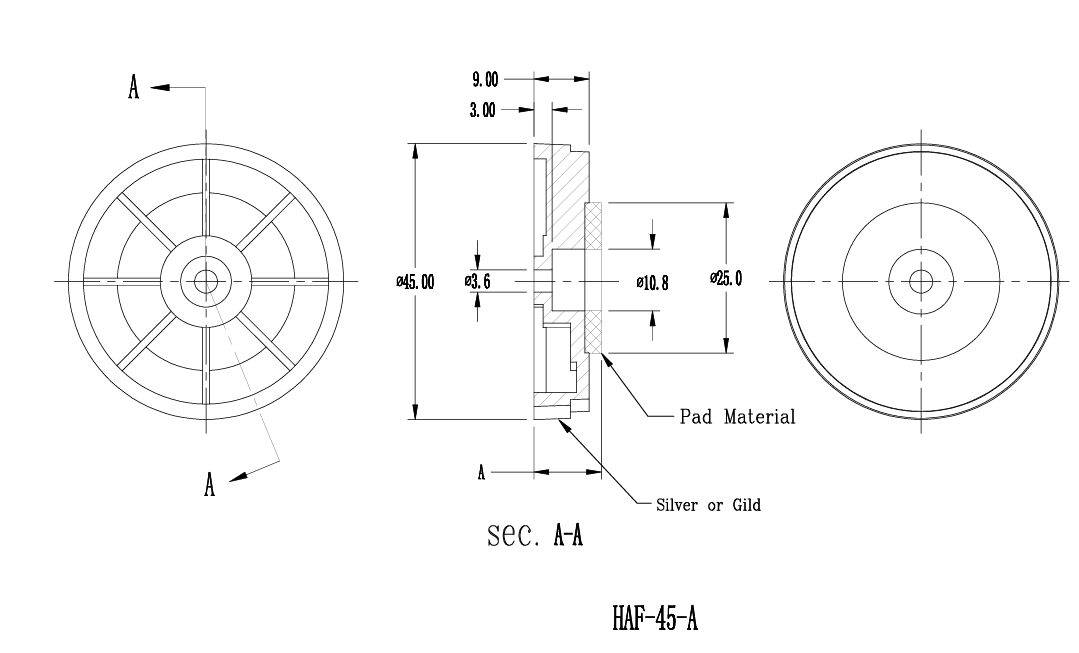 A
9.00
3.00
ø45.00
ø3.6
ø10.8
ø25.0
Pad Material
A
A
Silver or Gild
sec. A-A
HAF-45-A